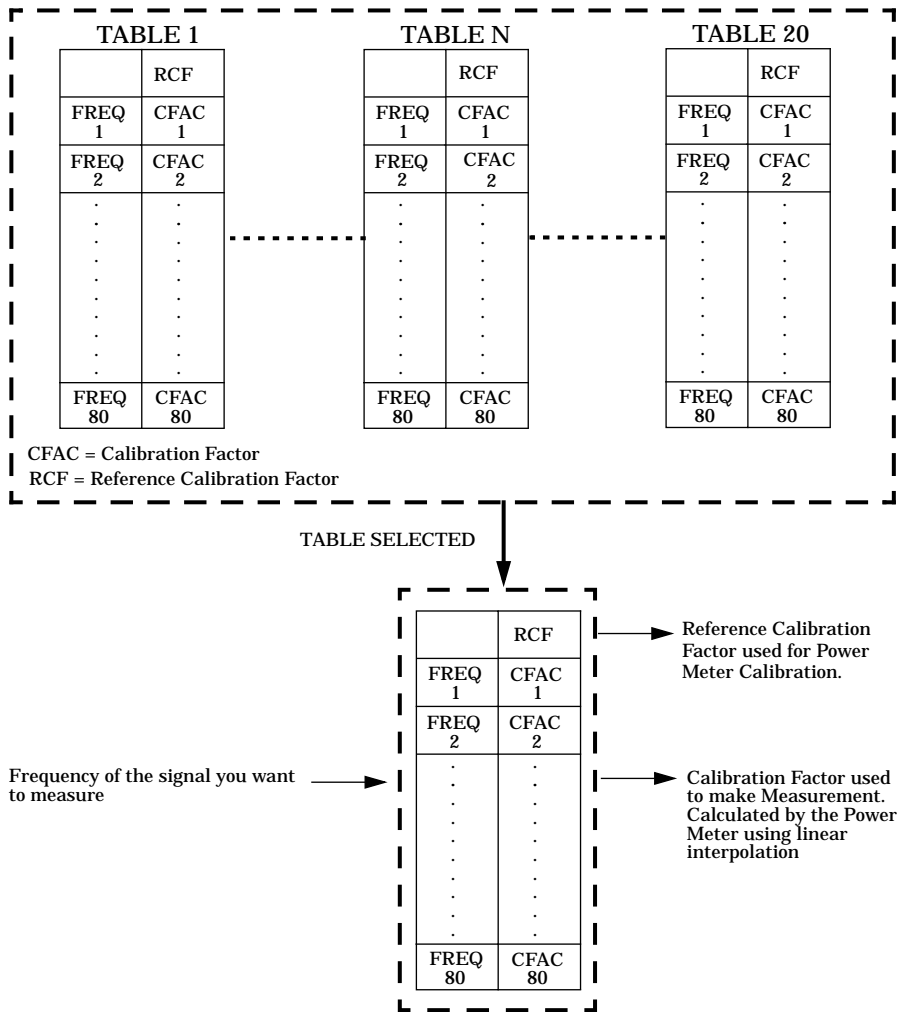 TABLE 1 TABLE N TABLE 20
RCF RCF RCF
FREQ CFAC FREQ CFAC FREQ CFAC
1 1 1 1 1 1
FREQ CFAC FREQ CFAC FREQ CFAC
2 2 2 2 2 2
FREQ CFAC FREQ CFAC FREQ CFAC
80 80 80 80 80 80
CFAC = Calibration Factor
RCF = Reference Calibration Factor
TABLE SELECTED
RCF
FREQ CFAC
1 1
FREQ CFAC
2 2
FREQ CFAC
80 80
Reference Calibration
Factor used for Power
Meter Calibration.
Frequency of the signal you want
to measure
Calibration Factor used
to make Measurement.
Calculated by the Power
Meter using linear
interpolation